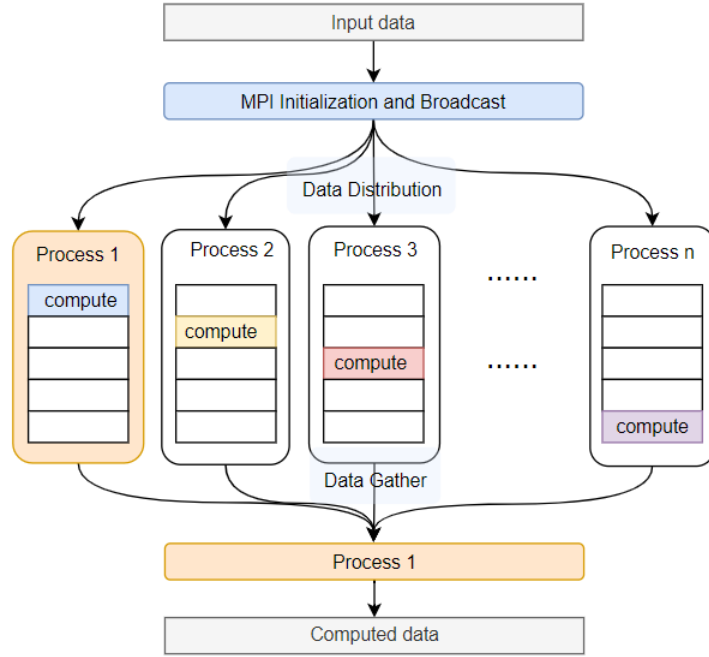 Input data
MPI Initialization and Broadcast
Data Distribution
Process 1
Process 2
Process 3
Process n
compute
compute
compute
compute
......
......
Data Gather
Process 1
Computed data